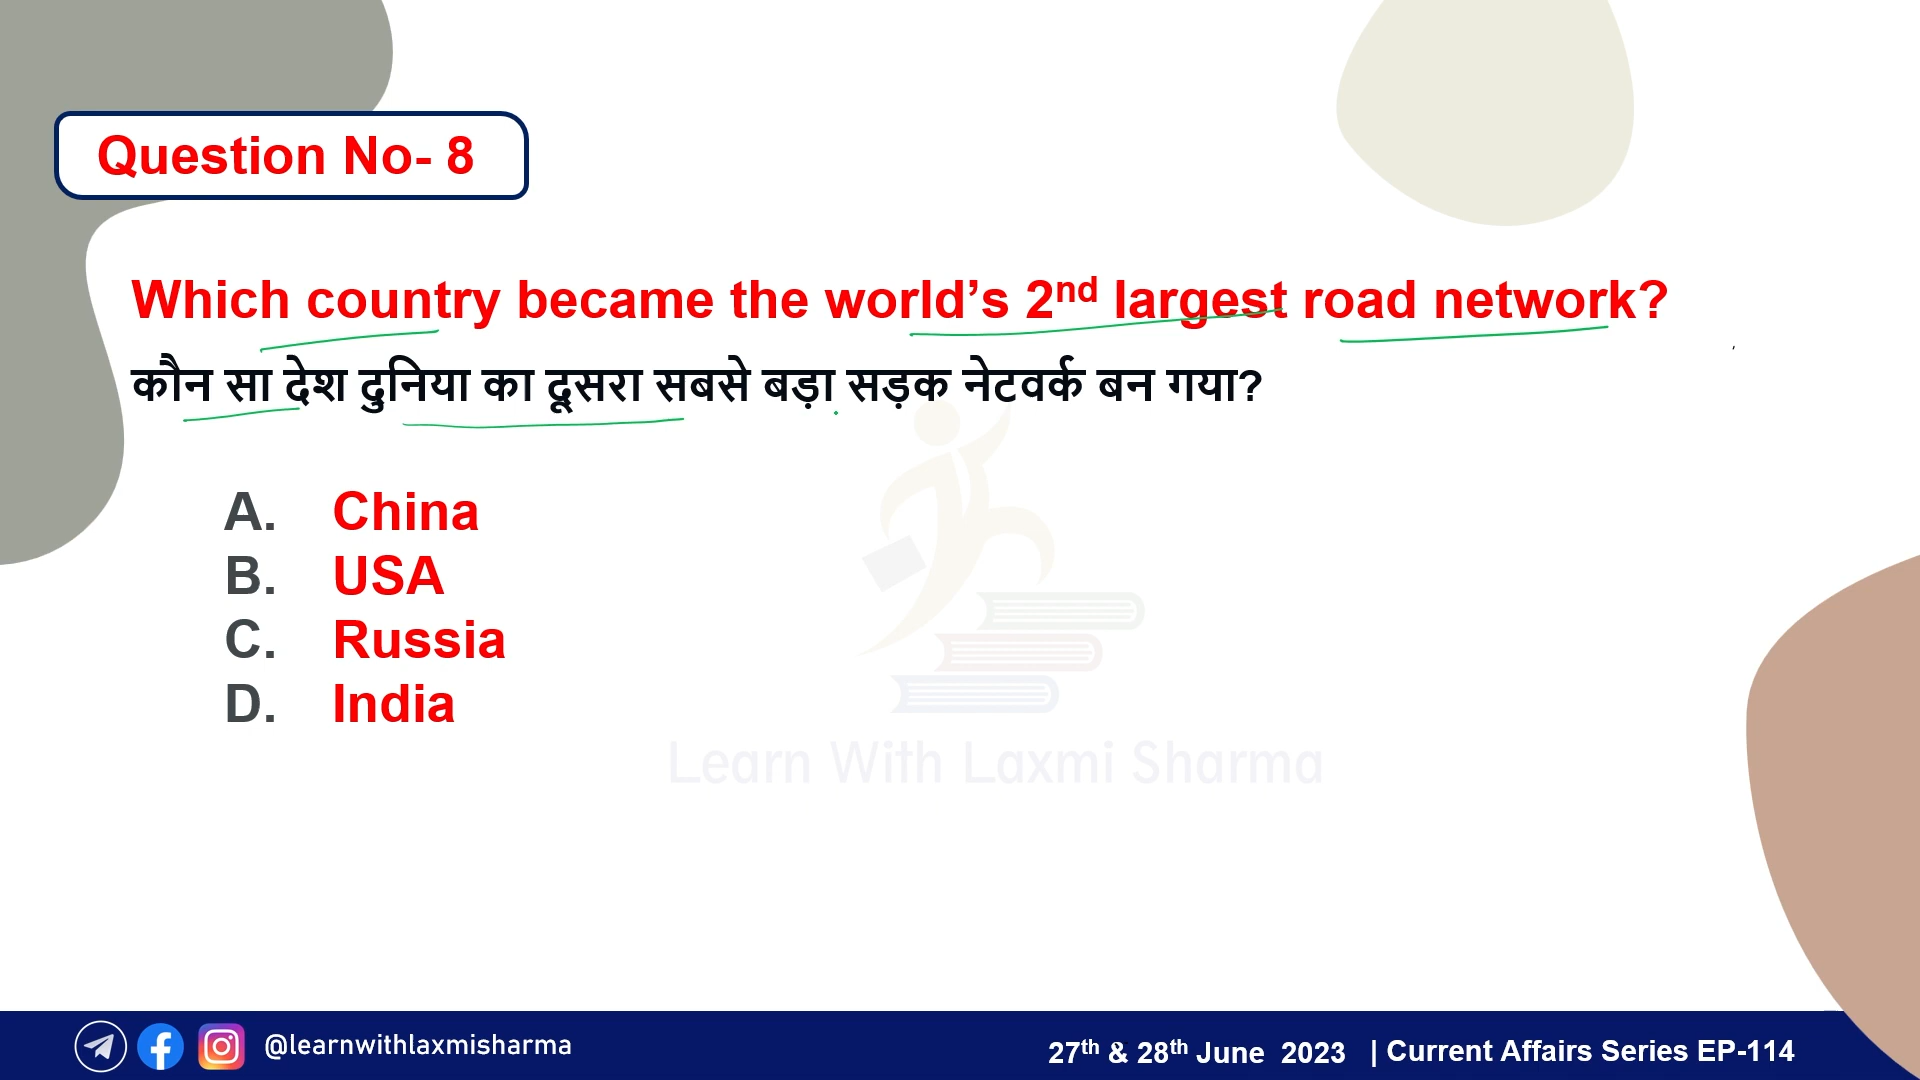 Question No- 8
Which country became the world’s 2nd largest road network?
कौन सा देश दुनिया का दूसरा सबसे बड़ा सड़क नेटवर्क बन गया?
A. China
B. USA
C. Russia
D. India
Learn With Laxmi Sharma
@learnwithlaxmisharma
27th & 28th June 2023 | Current Affairs Series EP-114